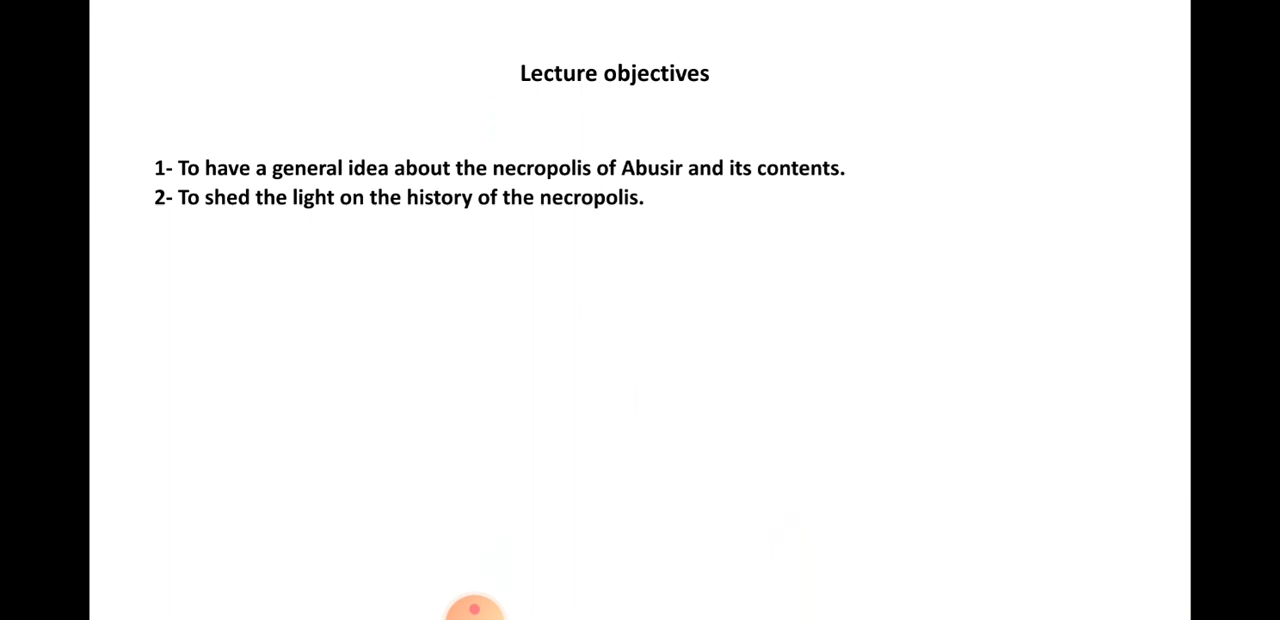 Lecture objectives
1- To have a general idea about the necropolis of Abusir and its contents.
2- To shed the light on the history of the necropolis.